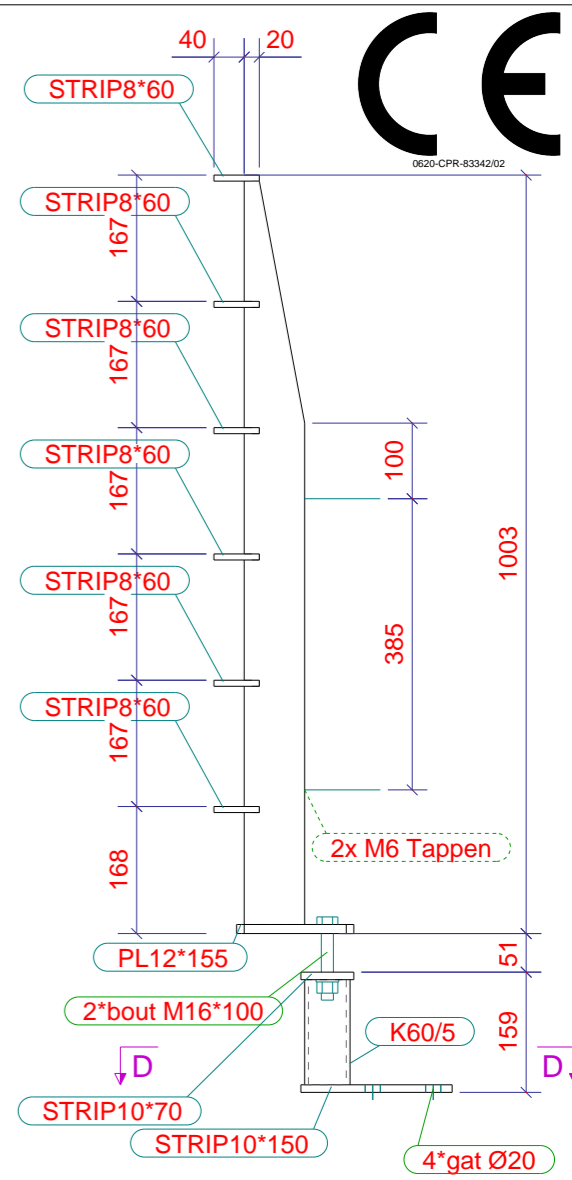 40 20
STRIP8*60
CE
0620-CPR-83342/02
STRIP8*60
167
STRIP8*60
167
STRIP8*60
167
100
1003
STRIP8*60
167
385
STRIP8*60
167
2x M6 Tappen
168
PL12*155
51
2*bout M16*100
K60/5
159
D D
STRIP10*70
STRIP10*150
4*gat Ø20